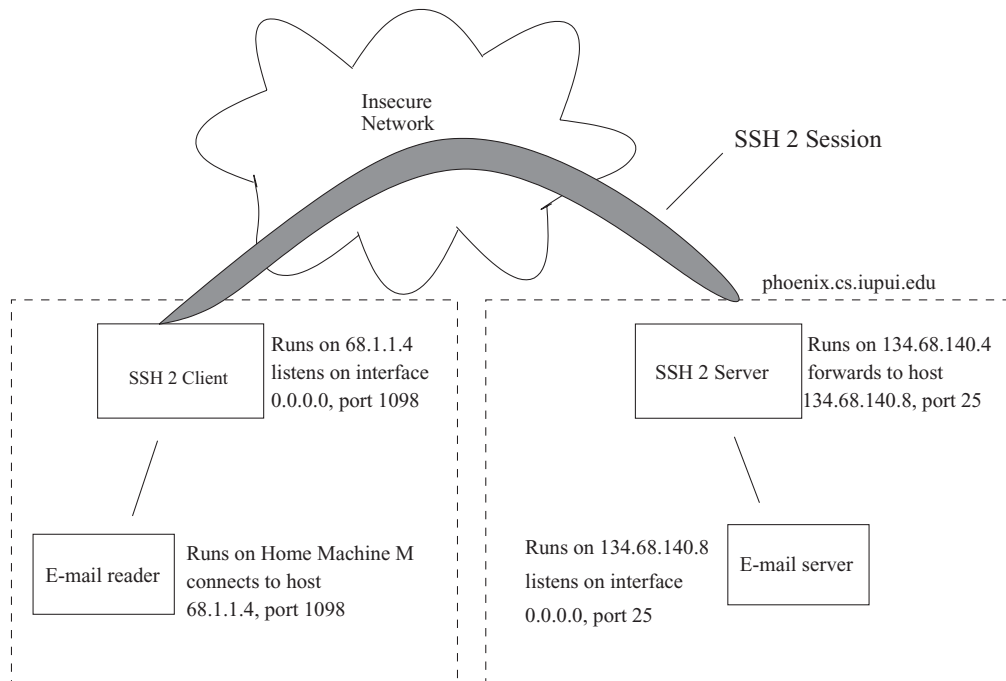 Insecure
Network
SSH 2 Session
phoenix.cs.iupui.edu
SSH 2 Client
Runs on 68.1.1.4
listens on interface
0.0.0.0, port 1098
SSH 2 Server
Runs on 134.68.140.4
forwards to host
134.68.140.8, port 25
E-mail reader
Runs on Home Machine M
connects to host
68.1.1.4, port 1098
Runs on 134.68.140.8
listens on interface
0.0.0.0, port 25
E-mail server